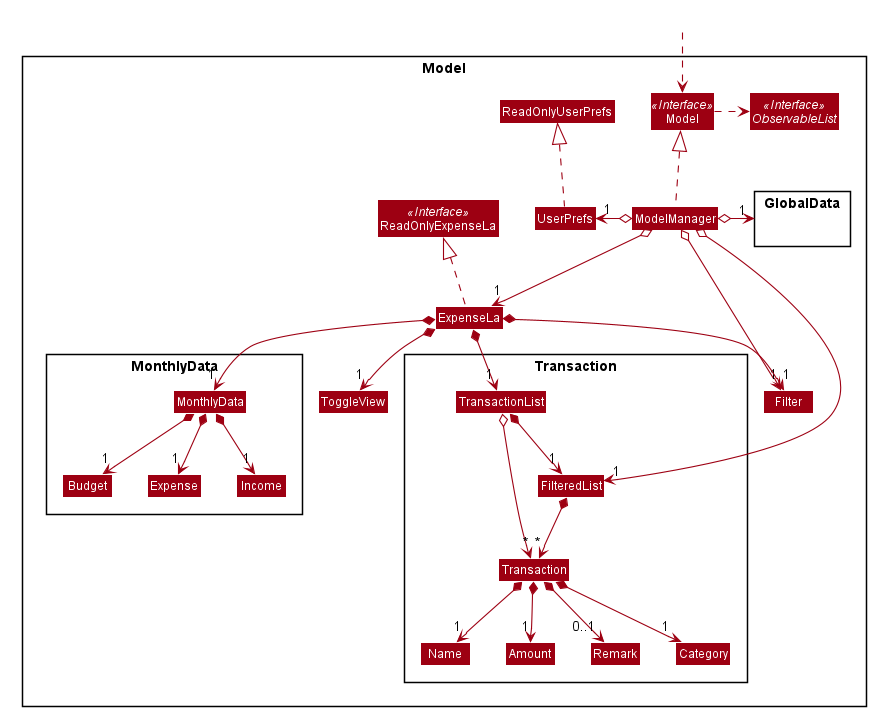 Model
«Interface»
Model
«Interface»
ObservableList
ReadOnlyUserPrefs
GlobalData
«Interface»
ReadOnlyExpenseLa
UserPrefs
1
ModelManager
1
1
ExpenseLa
MonthlyData
Transaction
1
1
1
1
1
MonthlyData
ToggleView
TransactionList
Filter
1
1
1
1
1
Budget
Expense
Income
FilteredList
*
*
Transaction
1
1
0..1
1
Name
Amount
Remark
Category